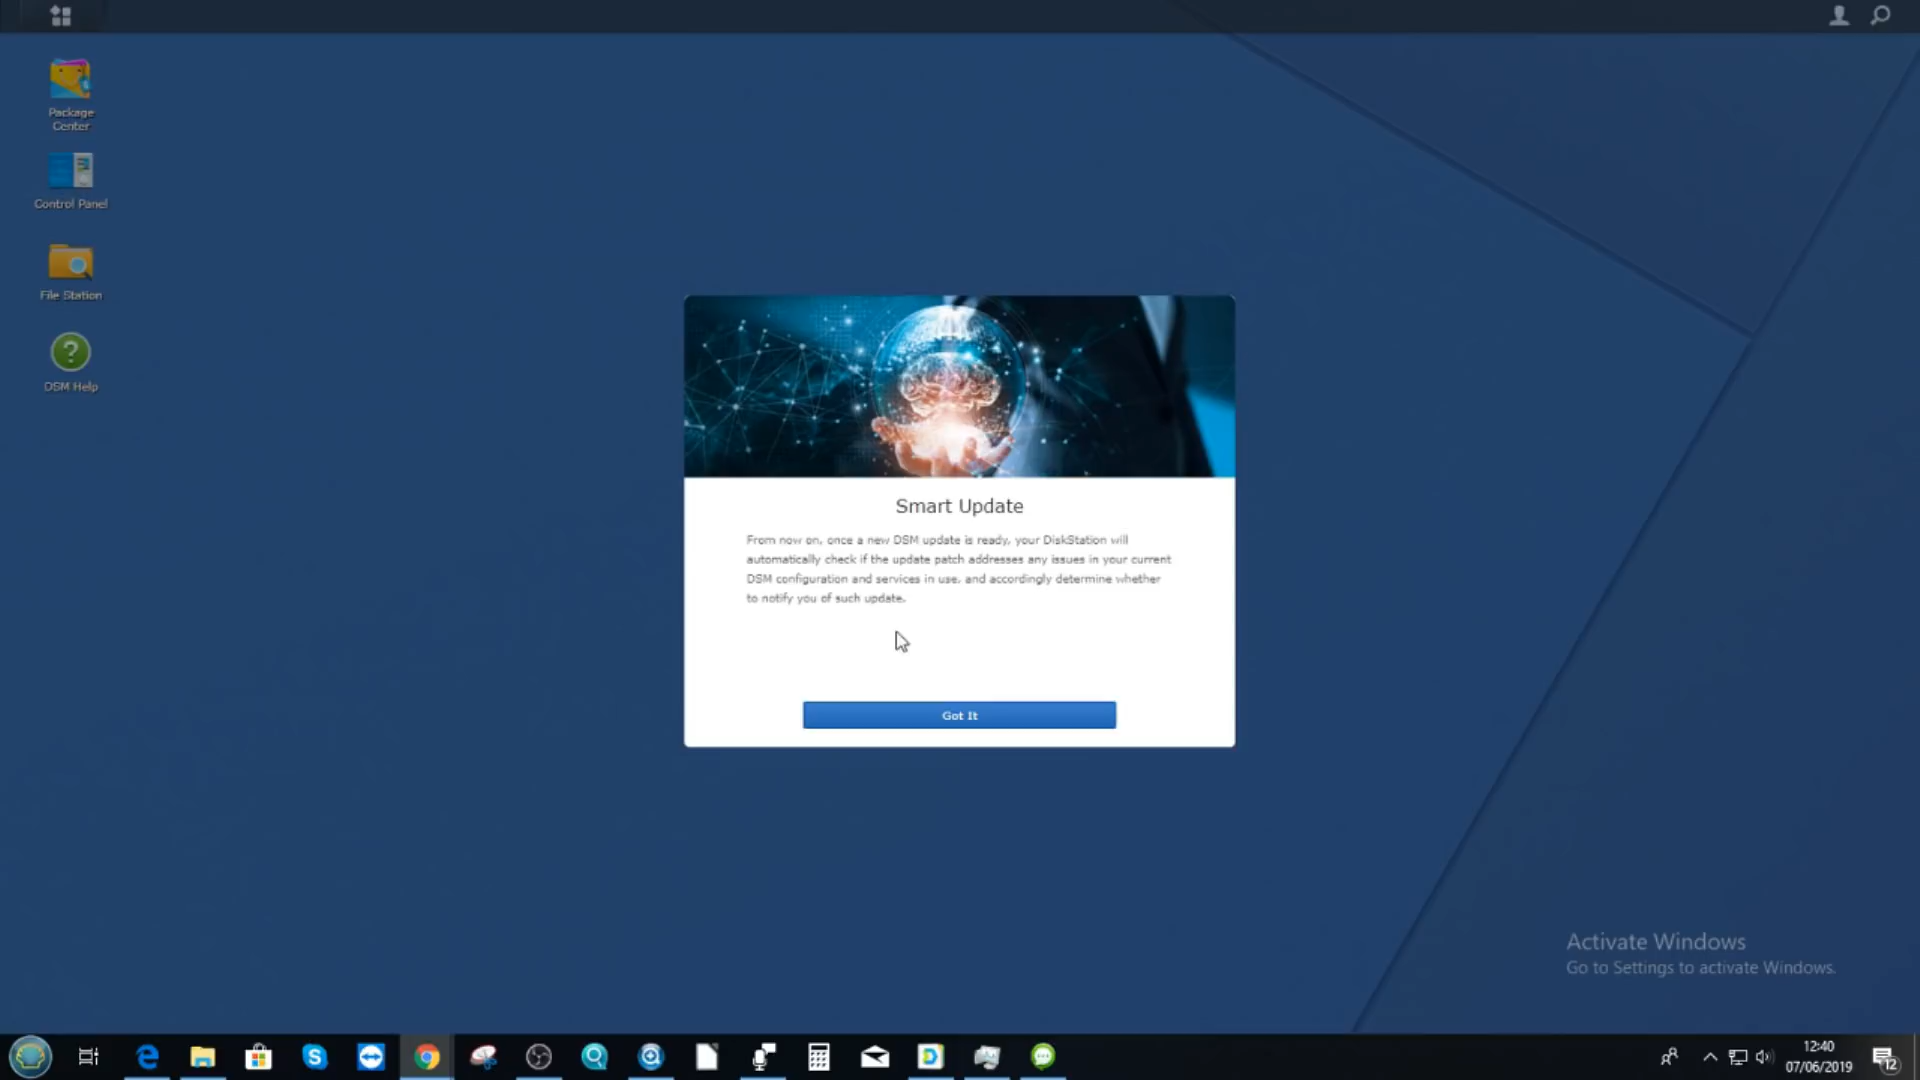 Package
Center
Control Panel
File Station
?
DSM Help
Smart Update
From now on, once a new DSM update is ready, your DiskStation will
automatically check if the update patch addresses any issues in your current
DSM configuration and services in use, and accordingly determine whether
to notify you of such update.
Got It
Activate Windows
Go to Settings to activate Windows.
12:40
07/06/2019
12